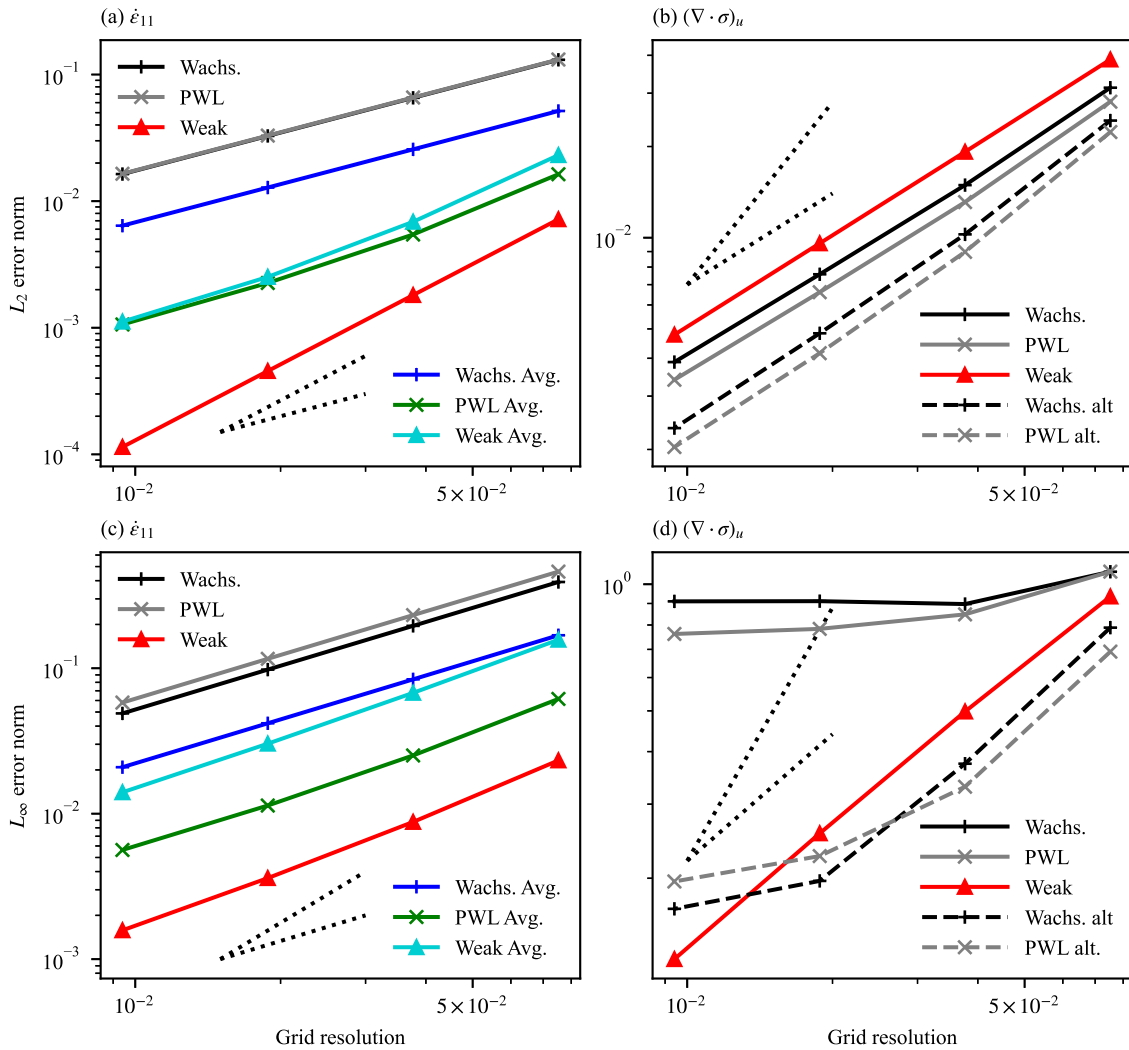 (a) ε̇₁₁
10⁻¹
10⁻²
10⁻³
10⁻⁴
L₂ error norm
Wachs.
PWL
Weak
Wachs. Avg.
PWL Avg.
Weak Avg.
10⁻²
5 × 10⁻²
(b) (∇ · σ)ᵤ
10⁻²
Wachs.
PWL
Weak
Wachs. alt
PWL alt.
10⁻²
5 × 10⁻²
(c) ε̇₁₁
10⁻¹
10⁻²
10⁻³
L∞ error norm
Wachs.
PWL
Weak
Wachs. Avg.
PWL Avg.
Weak Avg.
10⁻²
5 × 10⁻²
Grid resolution
(d) (∇ · σ)ᵤ
10⁰
Wachs.
PWL
Weak
Wachs. alt
PWL alt.
10⁻²
5 × 10⁻²
Grid resolution